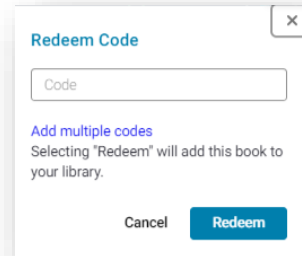 Redeem Code
Code
Add multiple codes
Selecting "Redeem" will add this book to
your library.
Cancel Redeem